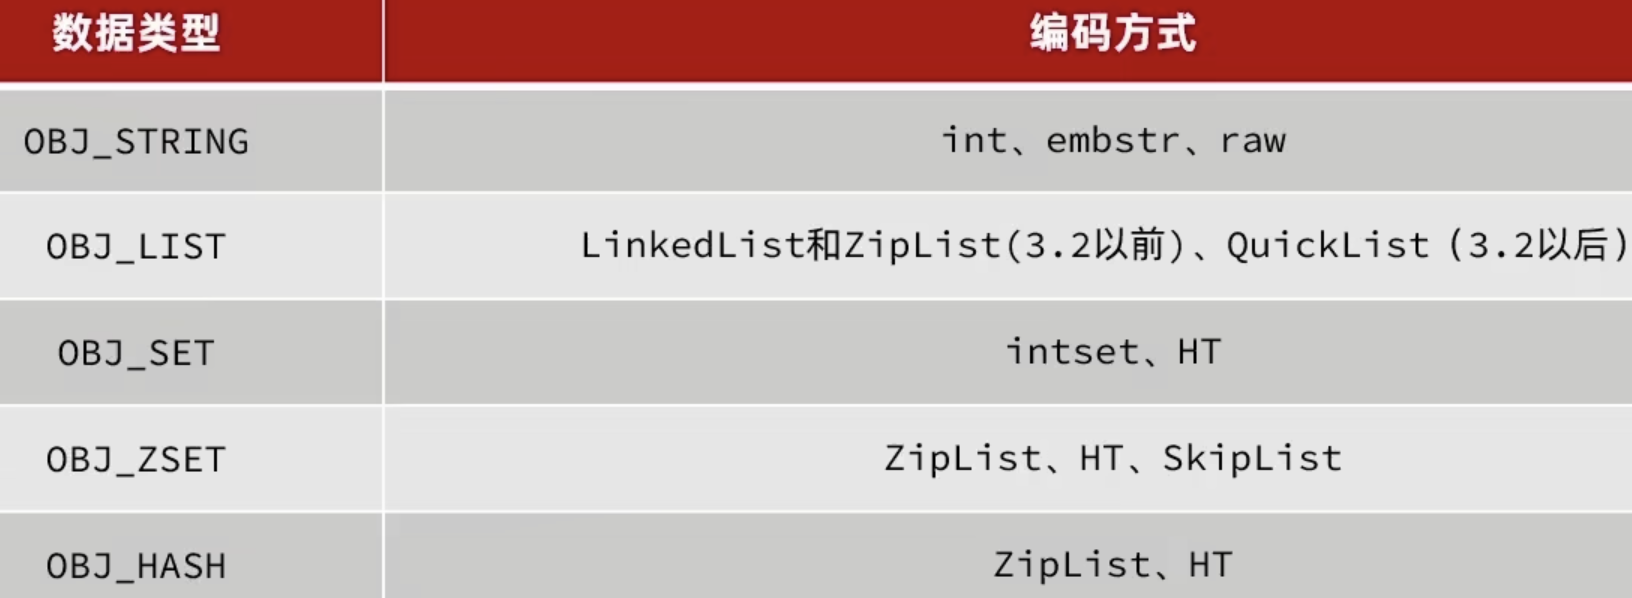 数据类型 编码方式
OBJ_STRING int、embstr、raw
OBJ_LIST LinkedList和ZipList(3.2以前)、QuickList（3.2以后）
OBJ_SET intset、HT
OBJ_ZSET ZipList、HT、SkipList
OBJ_HASH ZipList、HT